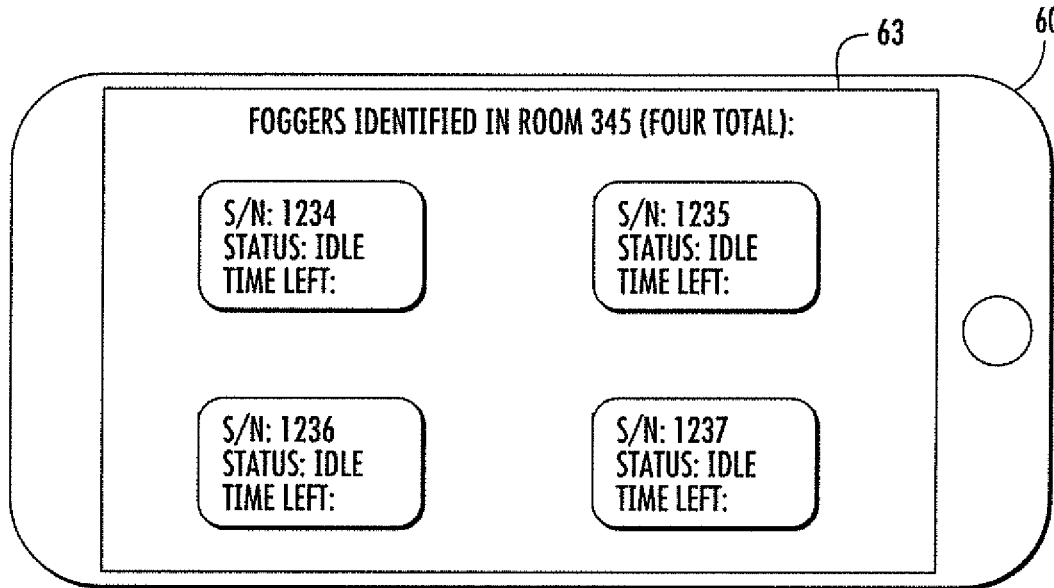 63
60
FOGGERS IDENTIFIED IN ROOM 345 (FOUR TOTAL):
S/N: 1234
STATUS: IDLE
TIME LEFT:
S/N: 1235
STATUS: IDLE
TIME LEFT:
S/N: 1236
STATUS: IDLE
TIME LEFT:
S/N: 1237
STATUS: IDLE
TIME LEFT: